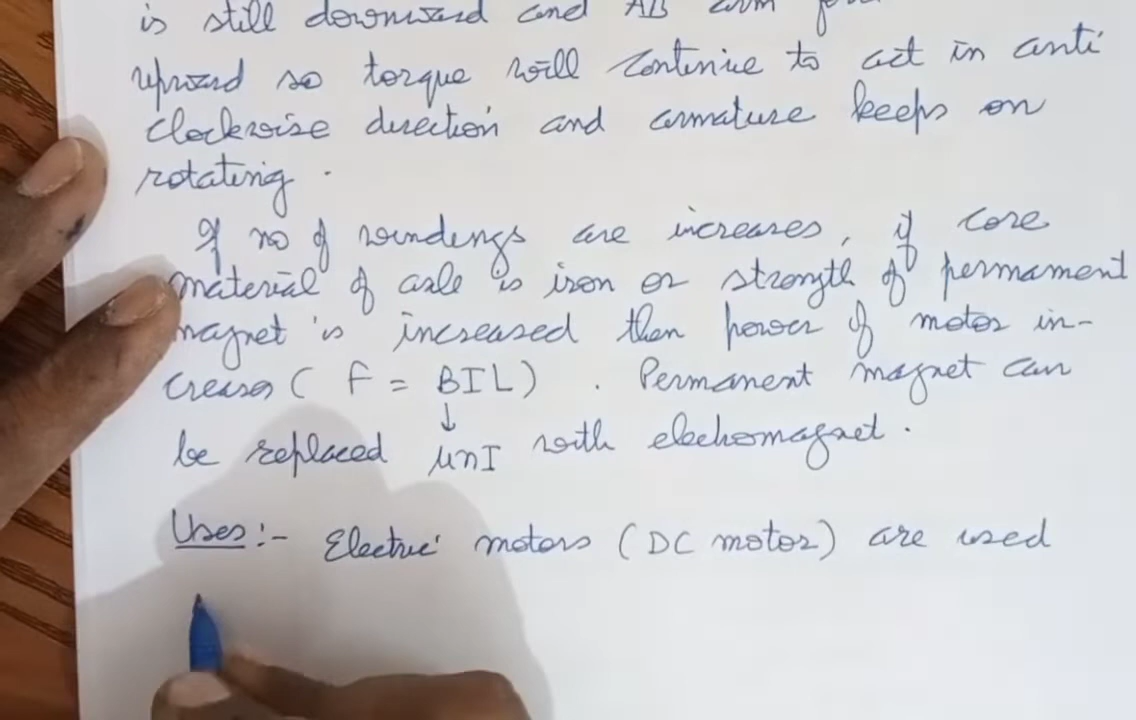 is still downward and AB arm
upward so torque will continue to act in anti
clockwise direction and armature keeps on
rotating .
If no of windings are increases, if core
material of axle is iron or strength of permament
magnet is increased then power of motor in-
creases ( F = BIL) . Permanent magnet can
↓
be replaced μnI with electromagnet .
Uses :- Electric motors (DC motor) are used